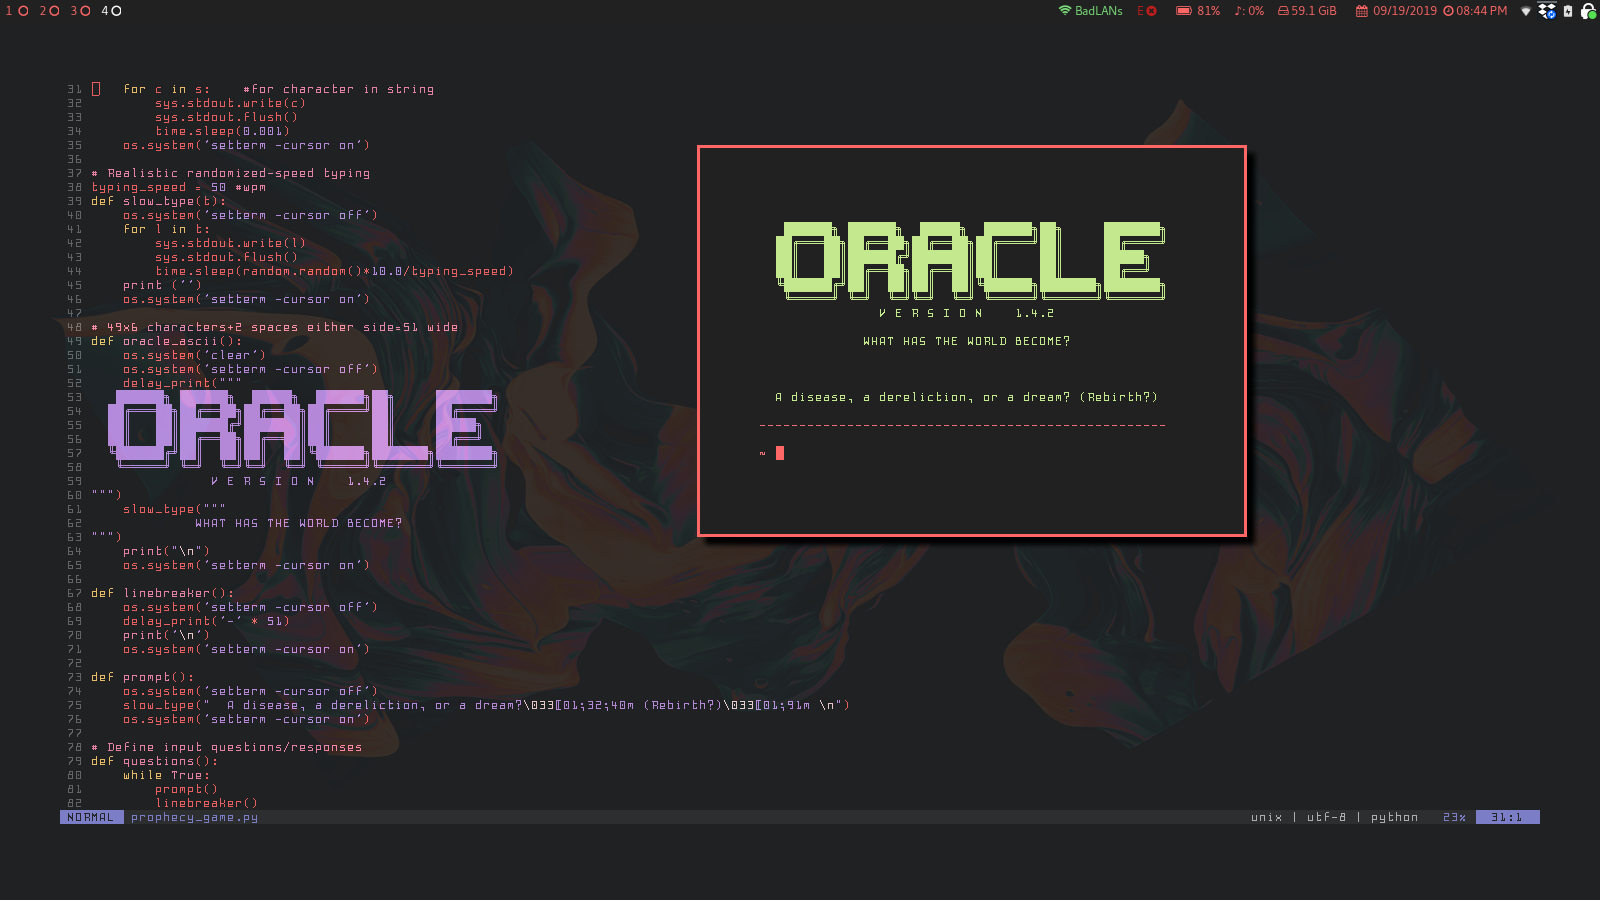 1 2 3 4 BadLANs E 81% ♪: 0% 59.1 GiB 09/19/2019 08:44 PM
31 for c in s: #for character in string
32 sys.stdout.write(c)
33 sys.stdout.flush()
34 time.sleep(0.001)
35 os.system('setterm -cursor on')
36
37 # Realistic randomized-speed typing
38 typing_speed = 50 #wpm
39 def slow_type(t):
40 os.system('setterm -cursor off')
41 for l in t:
42 sys.stdout.write(l)
43 sys.stdout.flush()
44 time.sleep(random.random()*10.0/typing_speed)
45 print ('')
46 os.system('setterm -cursor on')
47
48 # 49x6 characters+2 spaces either side=51 wide
49 def oracle_ascii():
50 os.system('clear')
51 os.system('setterm -cursor off')
52 delay_print("""
53
54
55 ORACLE
56
57
58
59 VERSION 1.4.2
60 """)
61 slow_type("""
62 WHAT HAS THE WORLD BECOME?
63 """)
64 print("\n")
65 os.system('setterm -cursor on')
66
67 def linebreaker():
68 os.system('setterm -cursor off')
69 delay_print('-' * 51)
70 print('\n')
71 os.system('setterm -cursor on')
72
73 def prompt():
74 os.system('setterm -cursor off')
75 slow_type("  A disease, a dereliction, or a dream?\033[01;32;40m (Rebirth?)\033[01;91m \n")
76 os.system('setterm -cursor on')
77
78 # Define input questions/responses
79 def questions():
80 while True:
81 prompt()
82 linebreaker()
NORMAL prophecy_game.py unix | utf-8 | python 23% 31:1
ORACLE
VERSION 1.4.2
WHAT HAS THE WORLD BECOME?
A disease, a dereliction, or a dream? (Rebirth?)
---------------------------------------------------
~